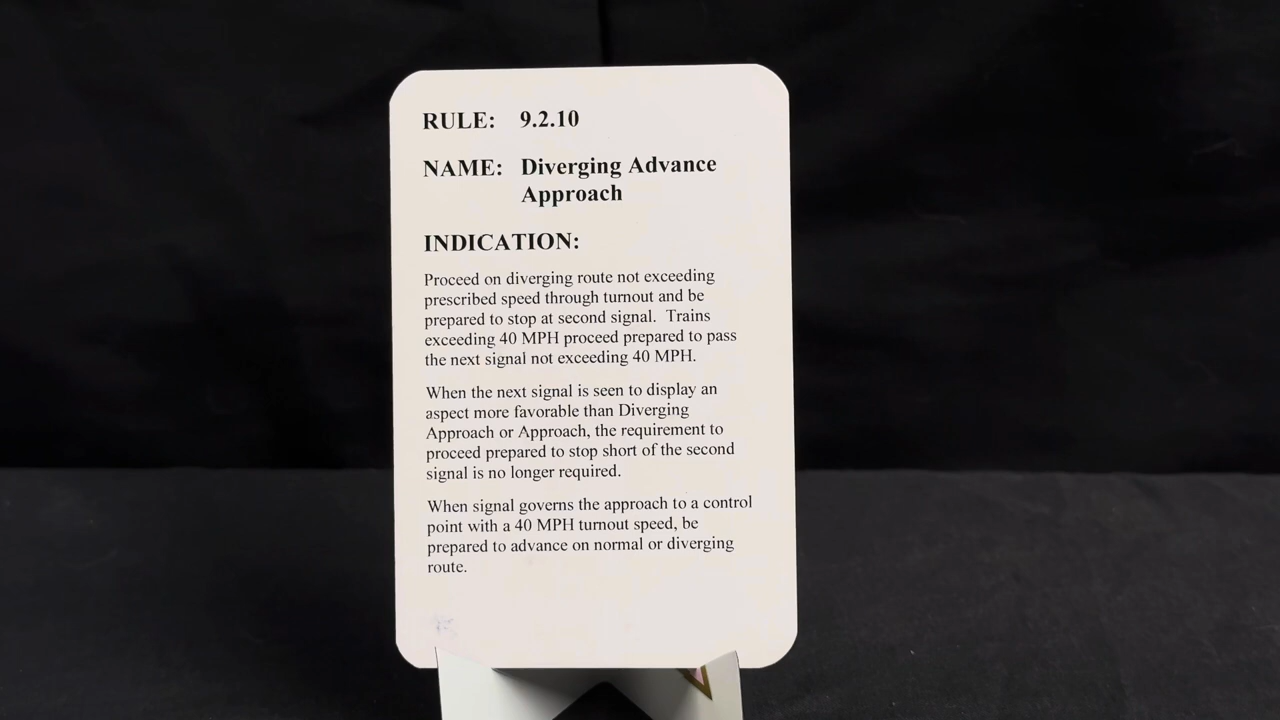 RULE: 9.2.10
NAME: Diverging Advance
Approach
INDICATION:
Proceed on diverging route not exceeding
prescribed speed through turnout and be
prepared to stop at second signal. Trains
exceeding 40 MPH proceed prepared to pass
the next signal not exceeding 40 MPH.
When the next signal is seen to display an
aspect more favorable than Diverging
Approach or Approach, the requirement to
proceed prepared to stop short of the second
signal is no longer required.
When signal governs the approach to a control
point with a 40 MPH turnout speed, be
prepared to advance on normal or diverging
route.